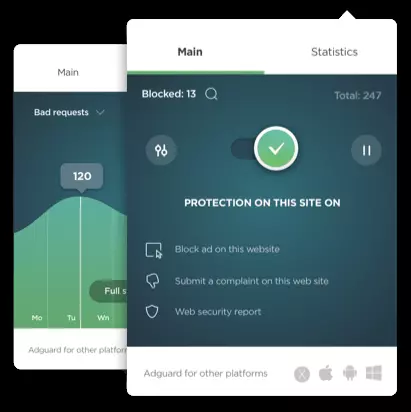 Main
Statistics
Blocked: 13
Total: 247
PROTECTION ON THIS SITE ON
Block ad on this website
Submit a complaint on this web site
Web security report
Adguard for other platforms
Main
Bad requests
120
Full
Mo Tu Wn
Adguard for other